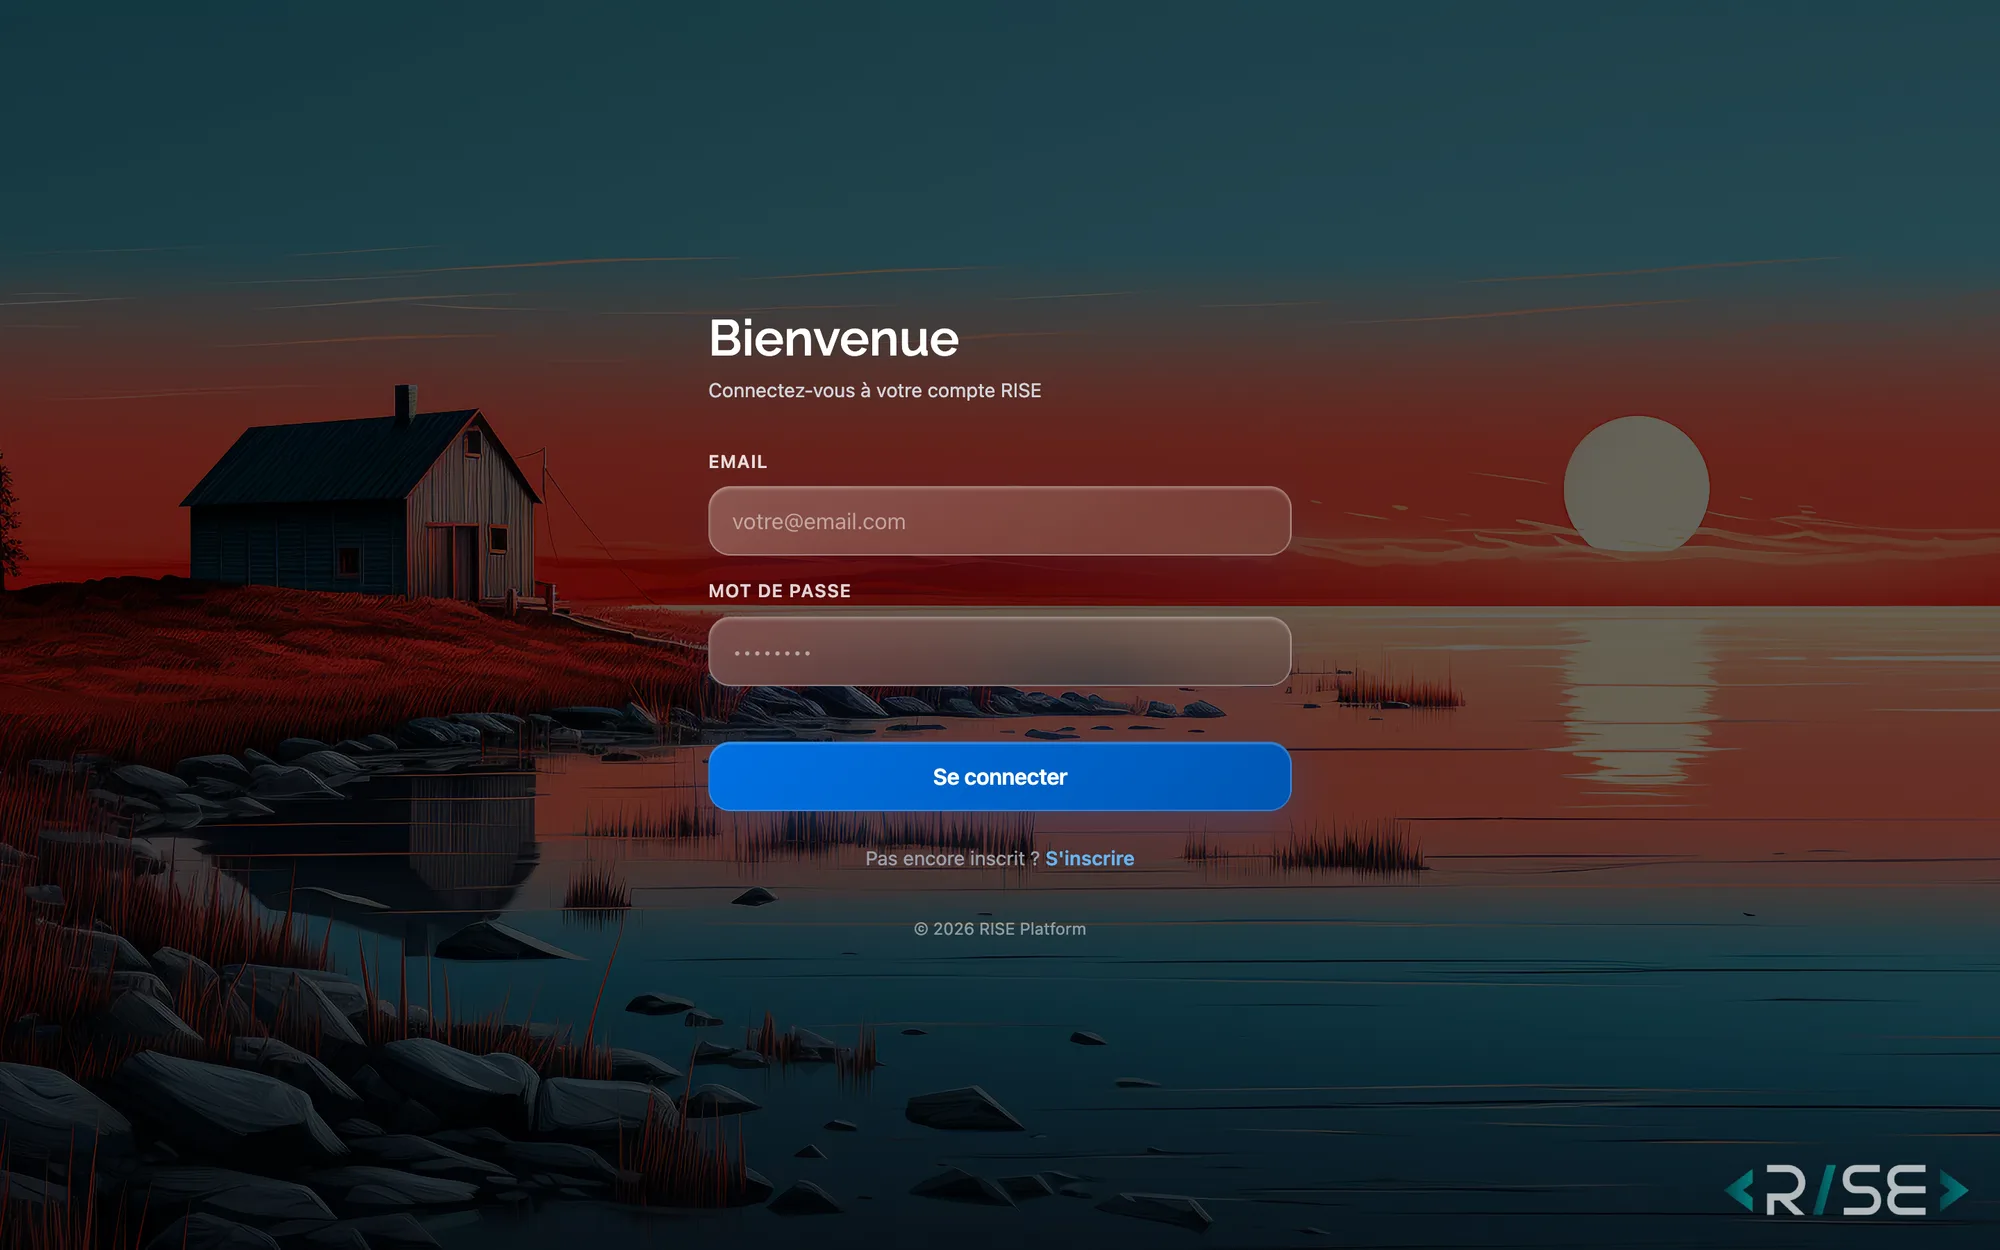 Bienvenue
Connectez-vous à votre compte RISE
EMAIL
votre@email.com
MOT DE PASSE
••••••••
Se connecter
Pas encore inscrit ? S'inscrire
© 2026 RISE Platform
<R/SE>